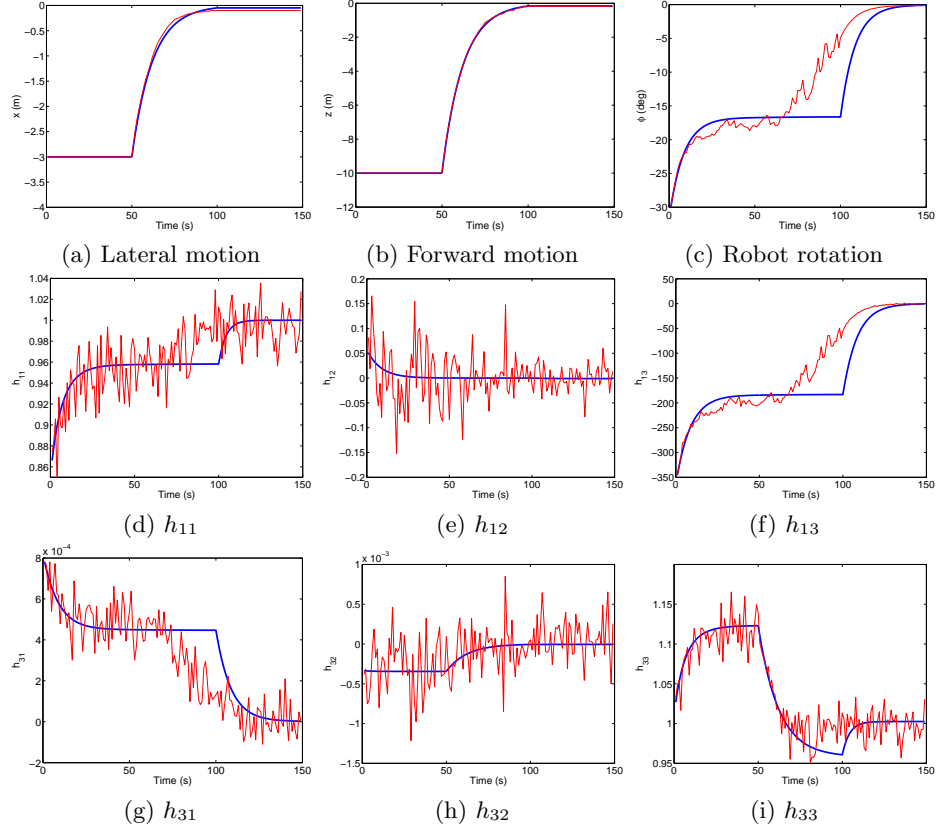 0
−0.5
−1
−1.5
−2
−2.5
−3
−3.5
−4
x (m)
0 50 100 150
Time (s)
0
−2
−4
−6
−8
−10
−12
z (m)
0 50 100 150
Time (s)
0
−5
−10
−15
−20
−25
−30
ϕ (deg)
0 50 100 150
Time (s)
(a) Lateral motion
(b) Forward motion
(c) Robot rotation
1.04
1.02
1
0.98
0.96
0.94
0.92
0.9
0.88
0.86
h11
0 50 100 150
Time (s)
0.2
0.15
0.1
0.05
0
−0.05
−0.1
−0.15
−0.2
h12
0 50 100 150
Time (s)
50
0
−50
−100
−150
−200
−250
−300
−350
h13
0 50 100 150
Time (s)
(d) h11
(e) h12
(f) h13
x 10−4
8
6
4
2
0
−2
h31
0 50 100 150
Time (s)
x 10−3
1
0.5
0
−0.5
−1
−1.5
h32
0 50 100 150
Time (s)
1.15
1.1
1.05
1
0.95
h33
0 50 100 150
Time (s)
(g) h31
(h) h32
(i) h33